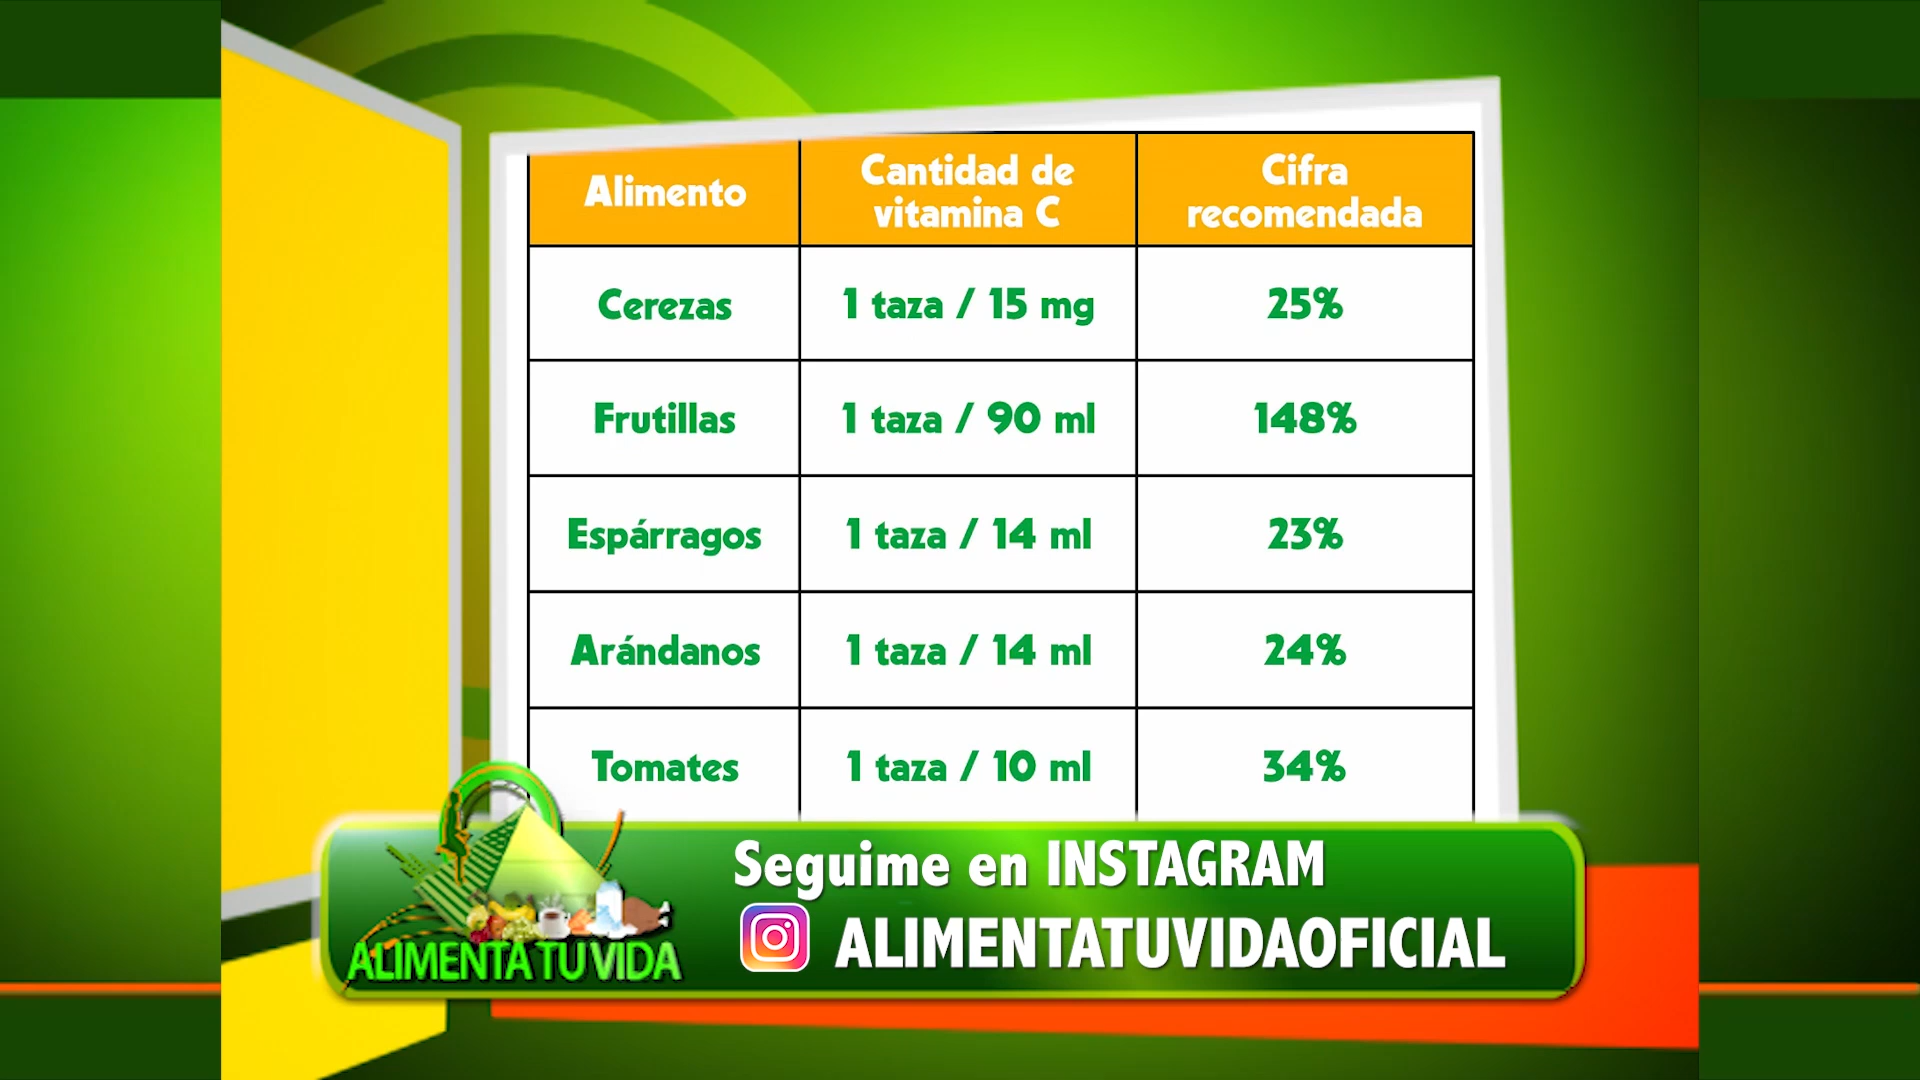 Alimento
Cantidad de
vitamina C
Cifra
recomendada
Cerezas
1 taza / 15 mg
25%
Frutillas
1 taza / 90 ml
148%
Espárragos
1 taza / 14 ml
23%
Arándanos
1 taza / 14 ml
24%
Tomates
1 taza / 10 ml
34%
Seguime en INSTAGRAM
ALIMENTATUVIDAOFICIAL
ALIMENTA TU VIDA